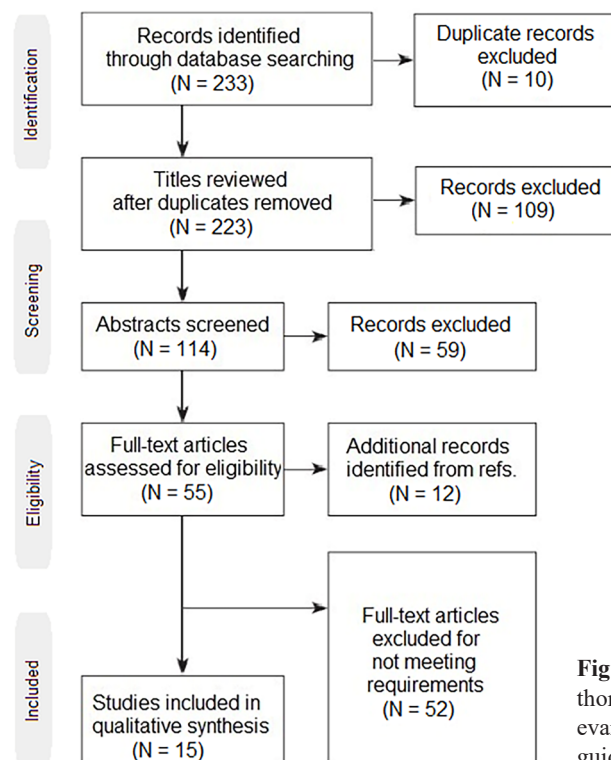 Identification
Records identified
through database searching
(N = 233)
Duplicate records
excluded
(N = 10)
Titles reviewed
after duplicates removed
(N = 223)
Records excluded
(N = 109)
Screening
Abstracts screened
(N = 114)
Records excluded
(N = 59)
Eligibility
Full-text articles
assessed for eligibility
(N = 55)
Additional records
identified from refs.
(N = 12)
Full-text articles
excluded for
not meeting
requirements
(N = 52)
Included
Studies included in
qualitative synthesis
(N = 15)
Fig
thor
eva